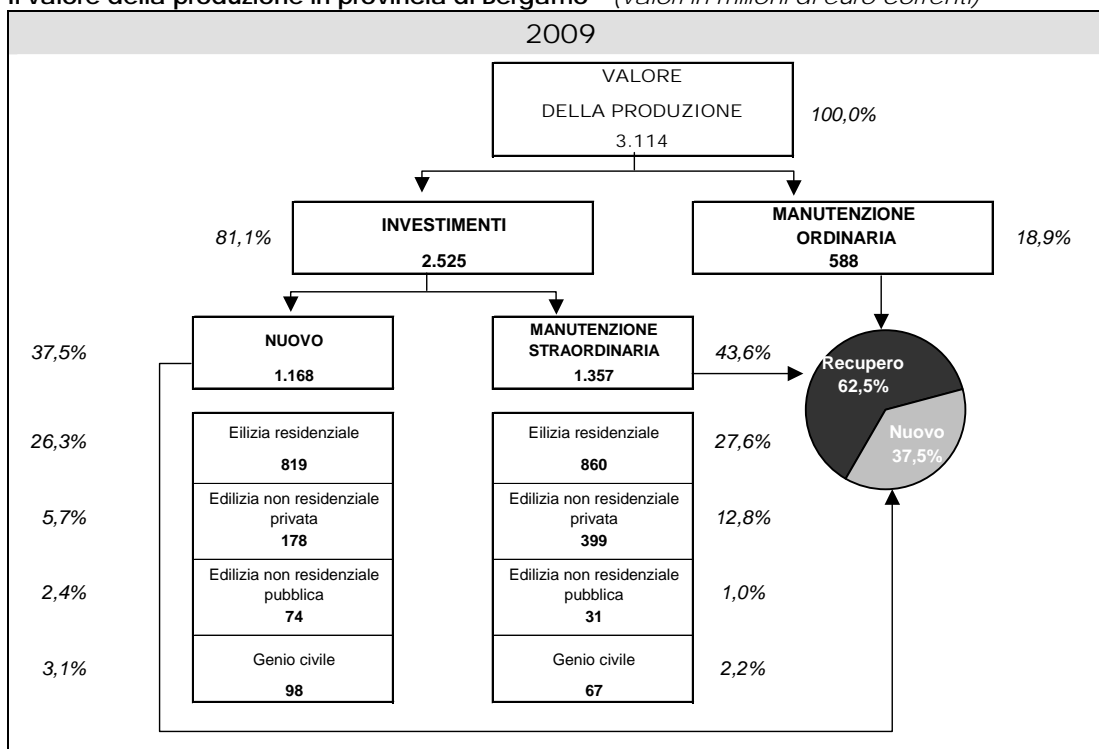 Il valore della produzione in provincia di Bergamo (valori in milioni di euro correnti)
2009
VALORE
DELLA PRODUZIONE
3.114
100,0%
81,1%
INVESTIMENTI
2.525
MANUTENZIONE
ORDINARIA
588
18,9%
37,5%
NUOVO
1.168
MANUTENZIONE
STRAORDINARIA
1.357
43,6%
Recupero
62,5%
Nuovo
37,5%
26,3%
Eilizia residenziale
819
Eilizia residenziale
860
27,6%
5,7%
Edilizia non residenziale
privata
178
Edilizia non residenziale
privata
399
12,8%
2,4%
Edilizia non residenziale
pubblica
74
Edilizia non residenziale
pubblica
31
1,0%
3,1%
Genio civile
98
Genio civile
67
2,2%